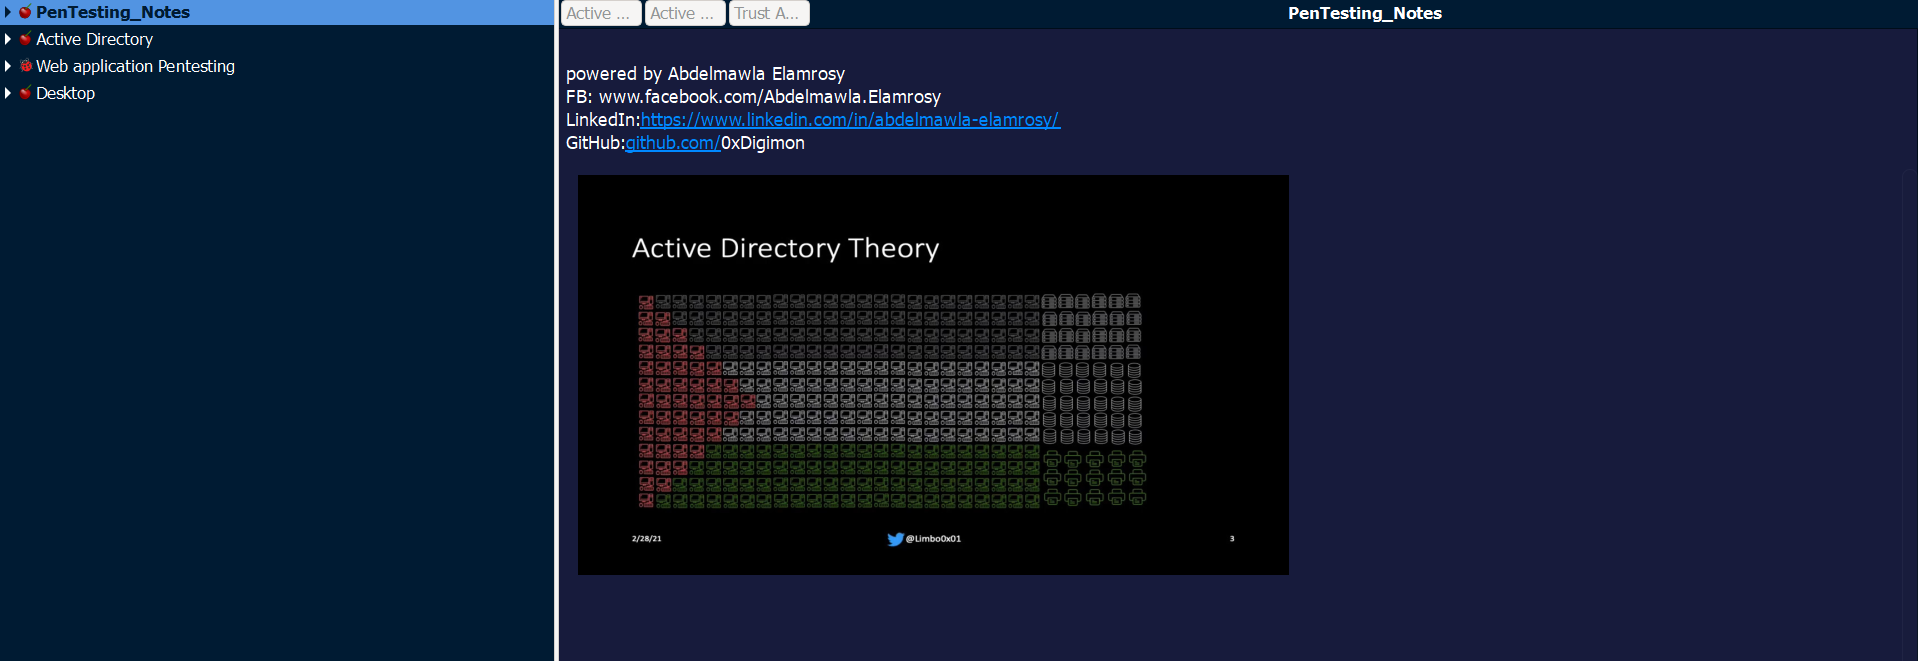 PenTesting_Notes
Active Directory
Web application Pentesting
Desktop
Active ...
Active ...
Trust A...
PenTesting_Notes
powered by Abdelmawla Elamrosy
FB: www.facebook.com/Abdelmawla.Elamrosy
LinkedIn:https://www.linkedin.com/in/abdelmawla-elamrosy/
GitHub:github.com/0xDigimon
Active Directory Theory
2/28/21
@Limbo0x01
3